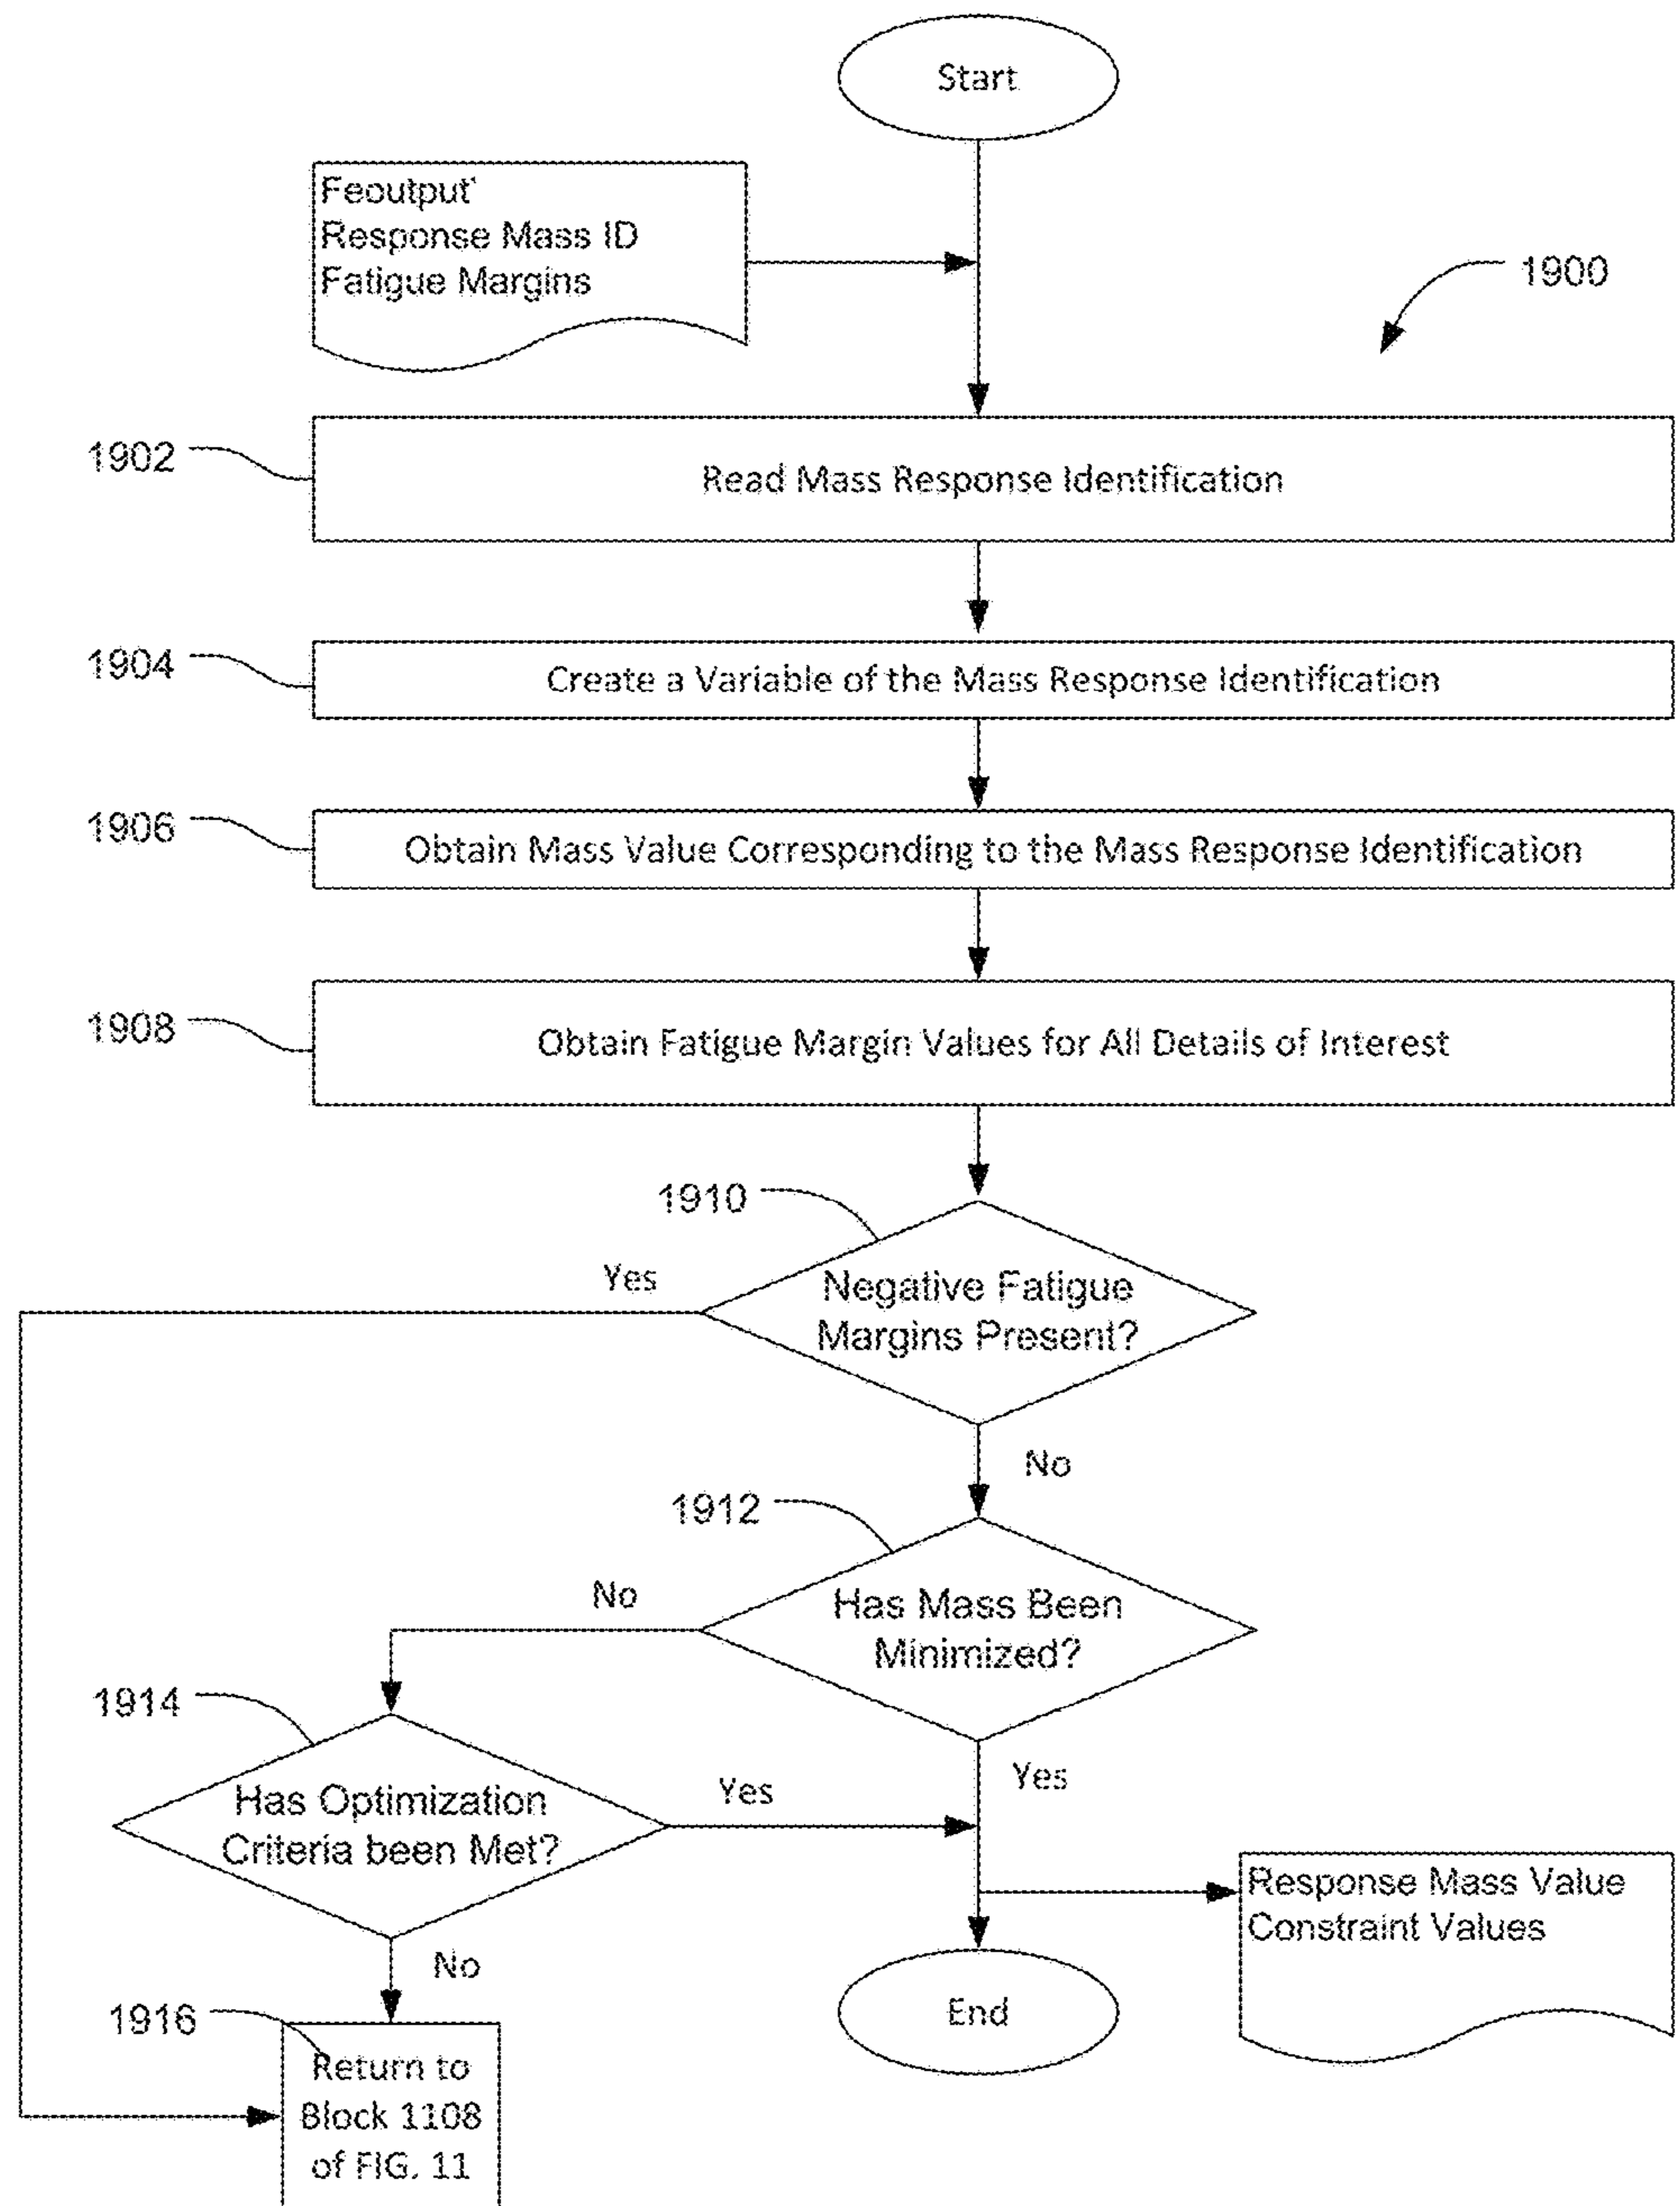 Start
Feoutput'
Response Mass ID
Fatigue Margins
1900
1902
Read Mass Response Identification
1904
Create a Variable of the Mass Response Identification
1906
Obtain Mass Value Corresponding to the Mass Response Identification
1908
Obtain Fatigue Margin Values for All Details of Interest
1910
Yes
Negative Fatigue
Margins Present?
No
1912
No
Has Mass Been
Minimized?
1914
Yes
Yes
Has Optimization
Criteria been Met?
Response Mass Value
Constraint Values
No
1916
End
Return to
Block 1108
of FIG. 11